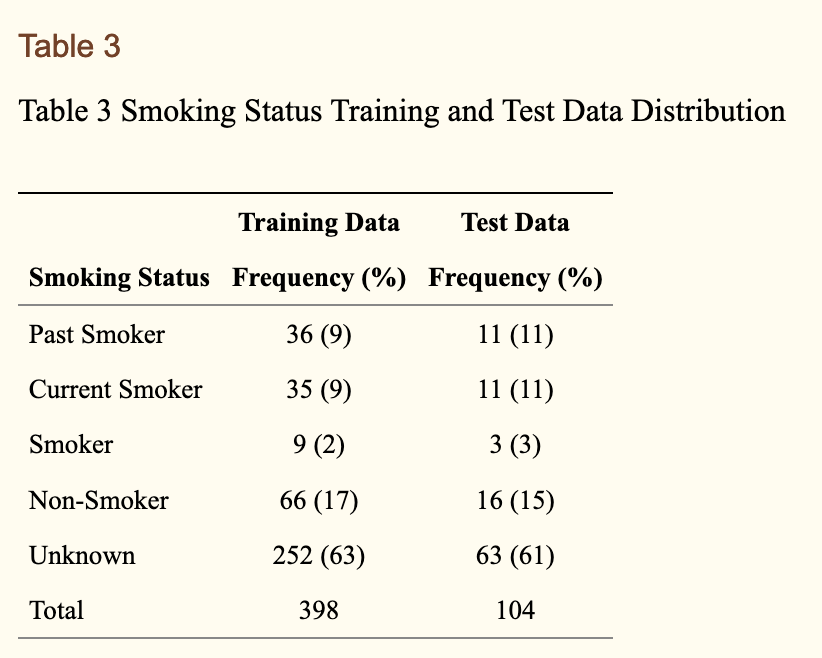 Table 3
Table 3 Smoking Status Training and Test Data Distribution
Training Data Test Data
Smoking Status Frequency (%) Frequency (%)
Past Smoker 36 (9) 11 (11)
Current Smoker 35 (9) 11 (11)
Smoker 9 (2) 3 (3)
Non-Smoker 66 (17) 16 (15)
Unknown 252 (63) 63 (61)
Total 398 104